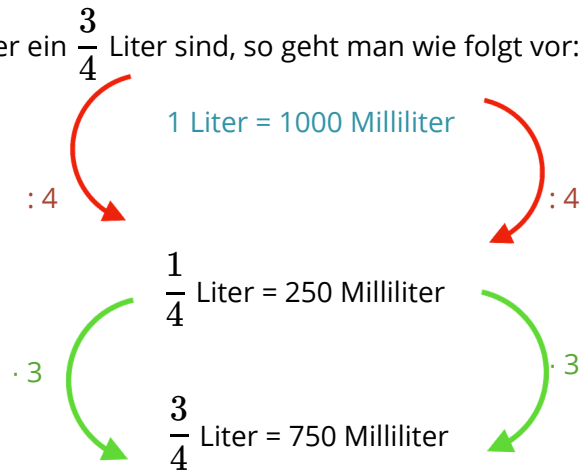 er ein 3/4 Liter sind, so geht man wie folgt vor:
1 Liter = 1000 Milliliter
: 4 : 4
1/4 Liter = 250 Milliliter
· 3 · 3
3/4 Liter = 750 Milliliter